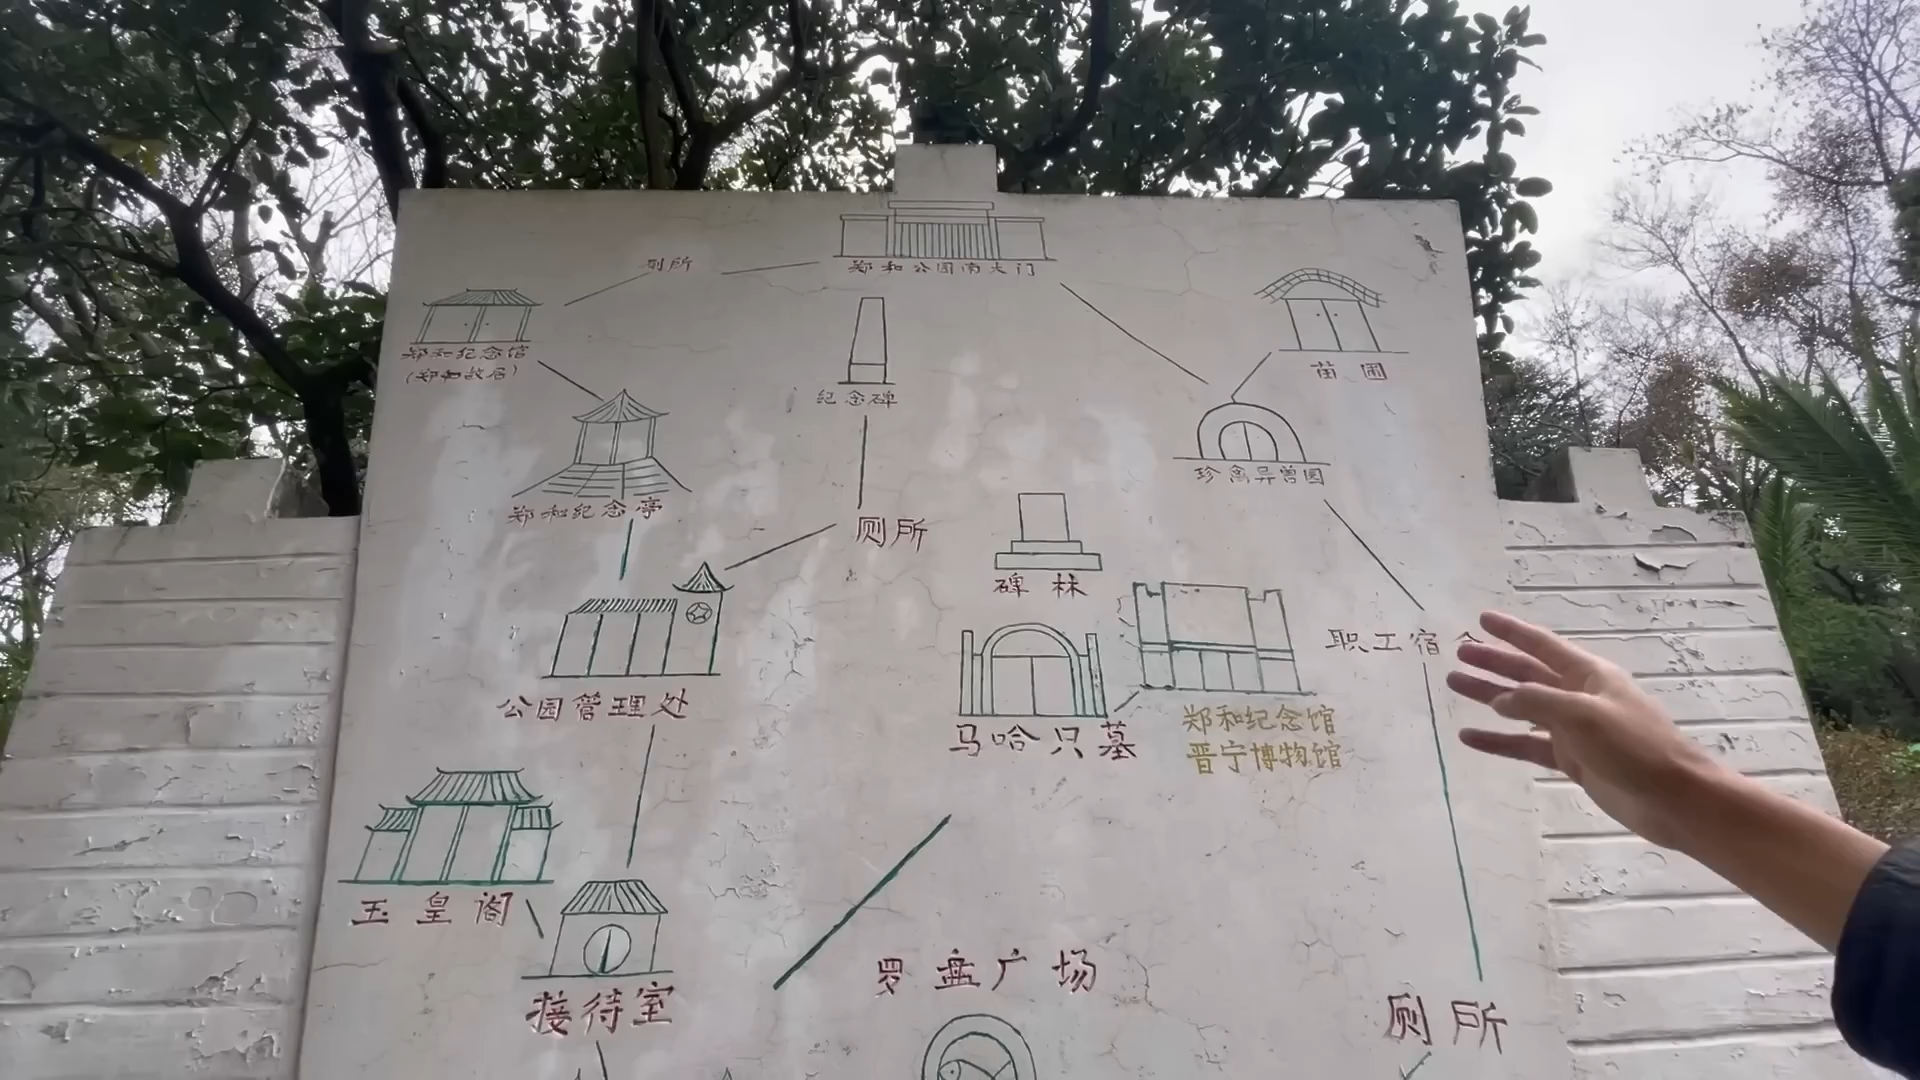 厕所
郑和公园南大门
郑和纪念馆
(郑和故居)
纪念碑
苗圃
珍禽异兽园
郑和纪念亭
厕所
碑林
职工宿舍
公园管理处
马哈只墓
郑和纪念馆
晋宁博物馆
玉皇阁
罗盘广场
接待室
厕所